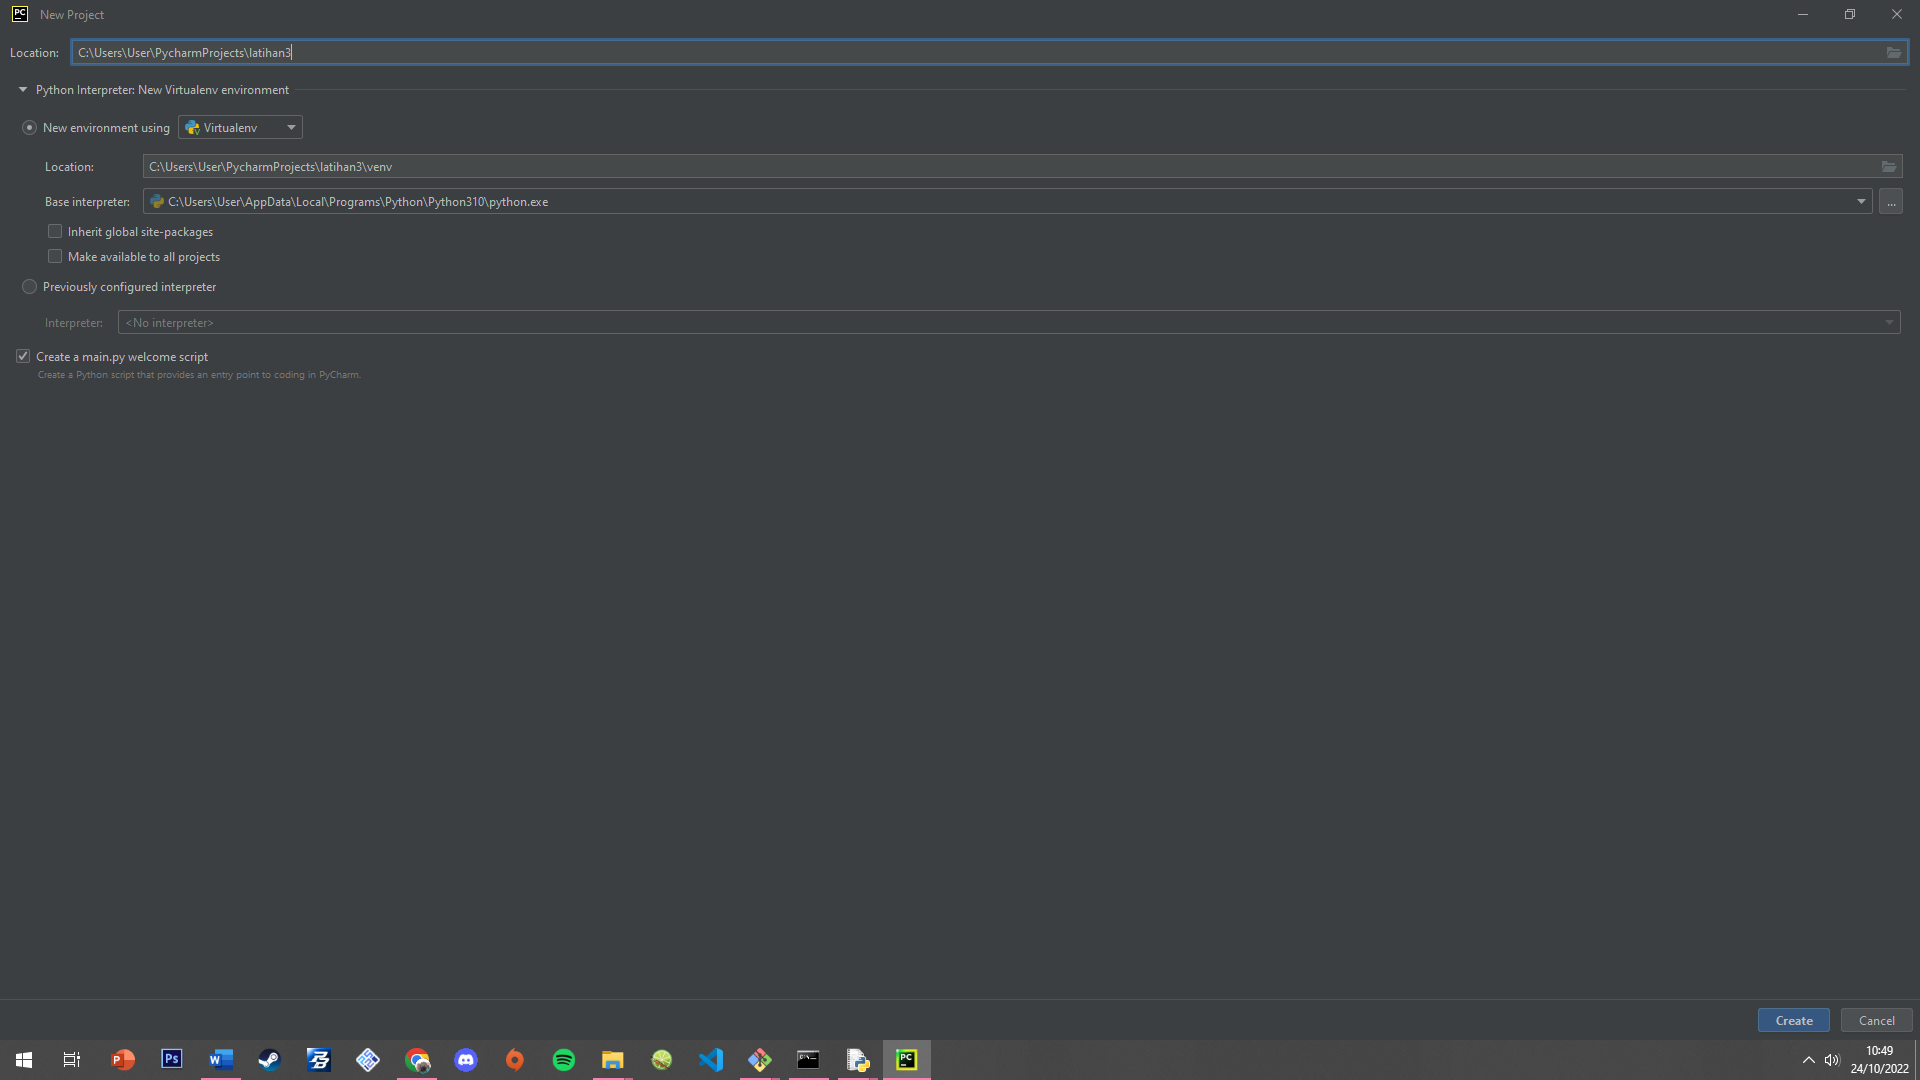 PC New Project
Location: C:\Users\User\PycharmProjects\latihan3
Python Interpreter: New Virtualenv environment
New environment using Virtualenv
Location: C:\Users\User\PycharmProjects\latihan3\venv
Base interpreter: C:\Users\User\AppData\Local\Programs\Python\Python310\python.exe ...
Inherit global site-packages
Make available to all projects
Previously configured interpreter
Interpreter: <No interpreter>
Create a main.py welcome script
Create a Python script that provides an entry point to coding in PyCharm.
Create Cancel
P Ps W PC 10:49
24/10/2022